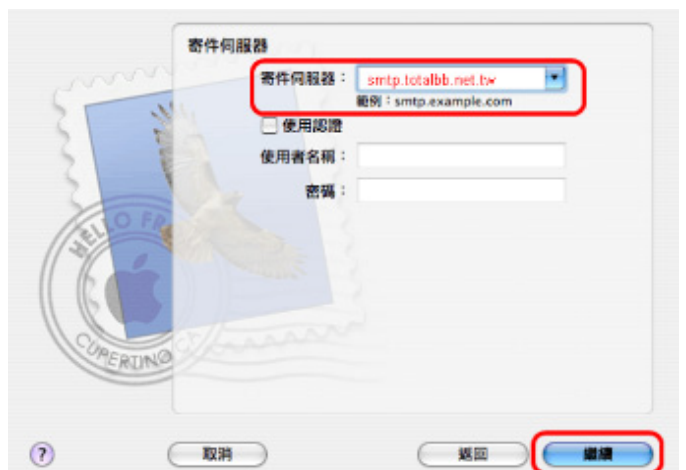 寄件伺服器
寄件伺服器： smtp.totalbb.net.tw
範例：smtp.example.com
使用認證
使用者名稱：
密碼：
HELLO FR
CUPERTINO CA
?
取消
返回
繼續